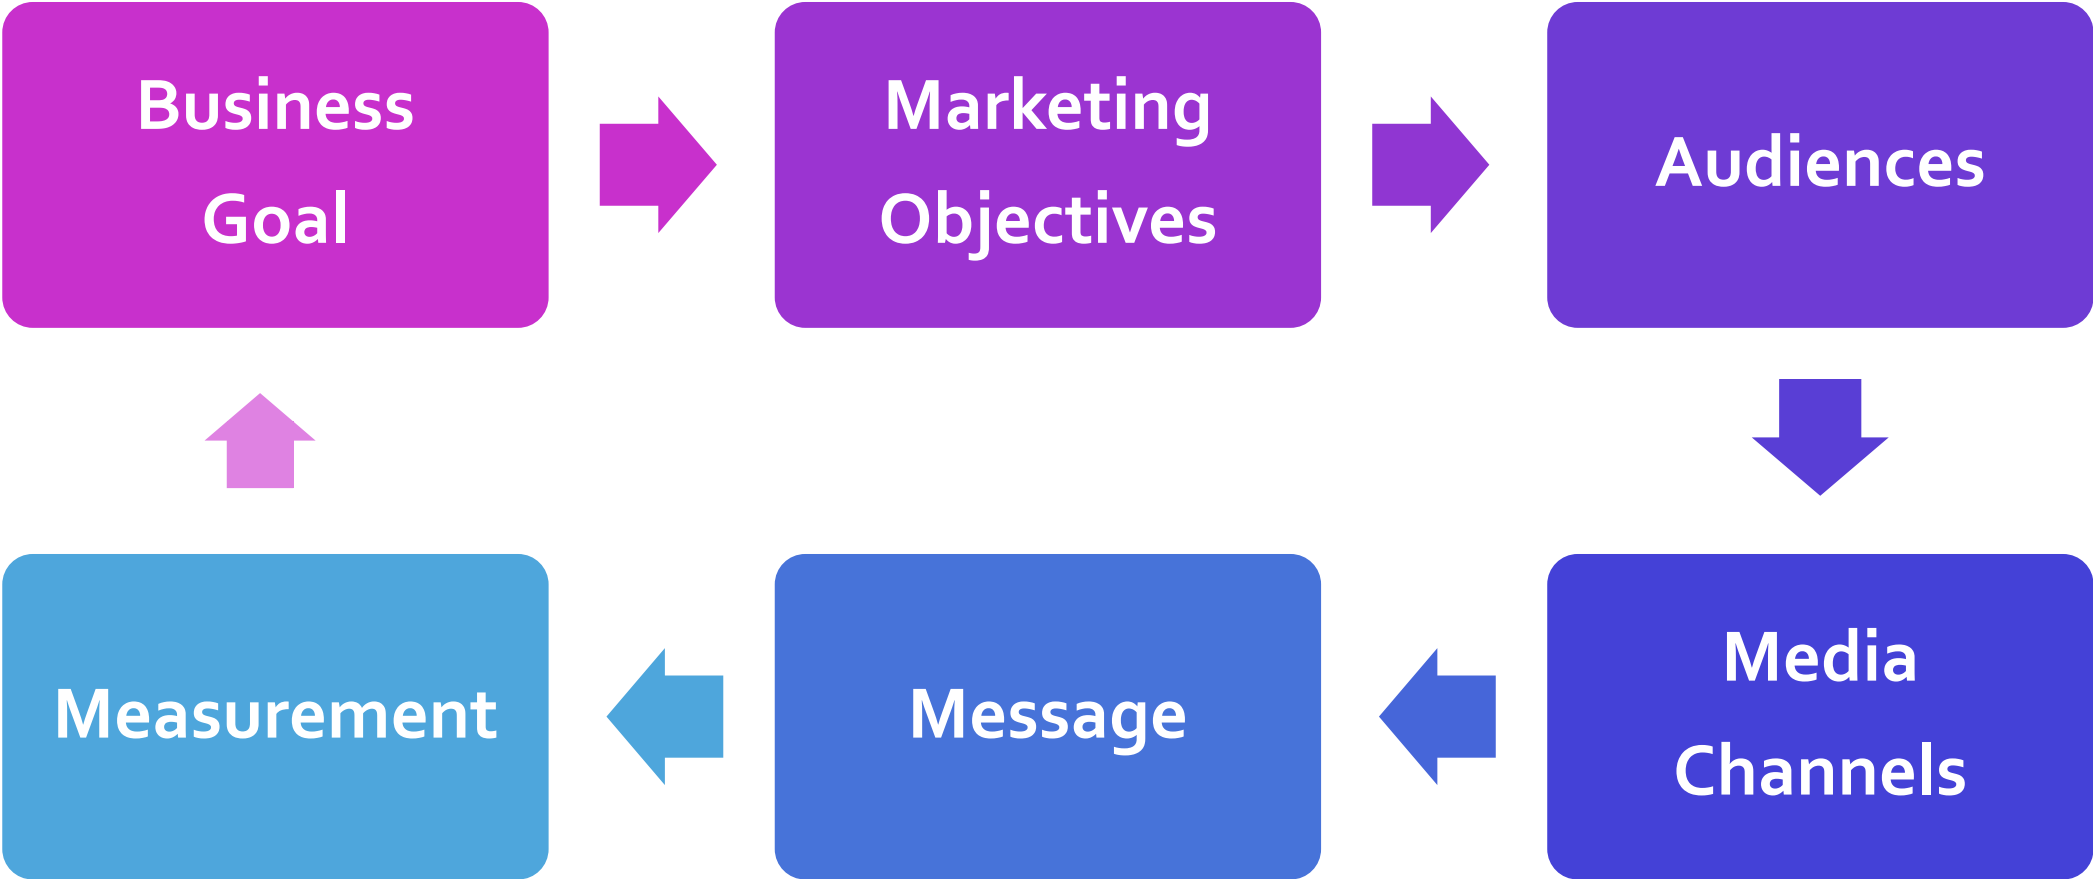 Business
Goal
Marketing
Objectives
Audiences
Media
Channels
Message
Measurement